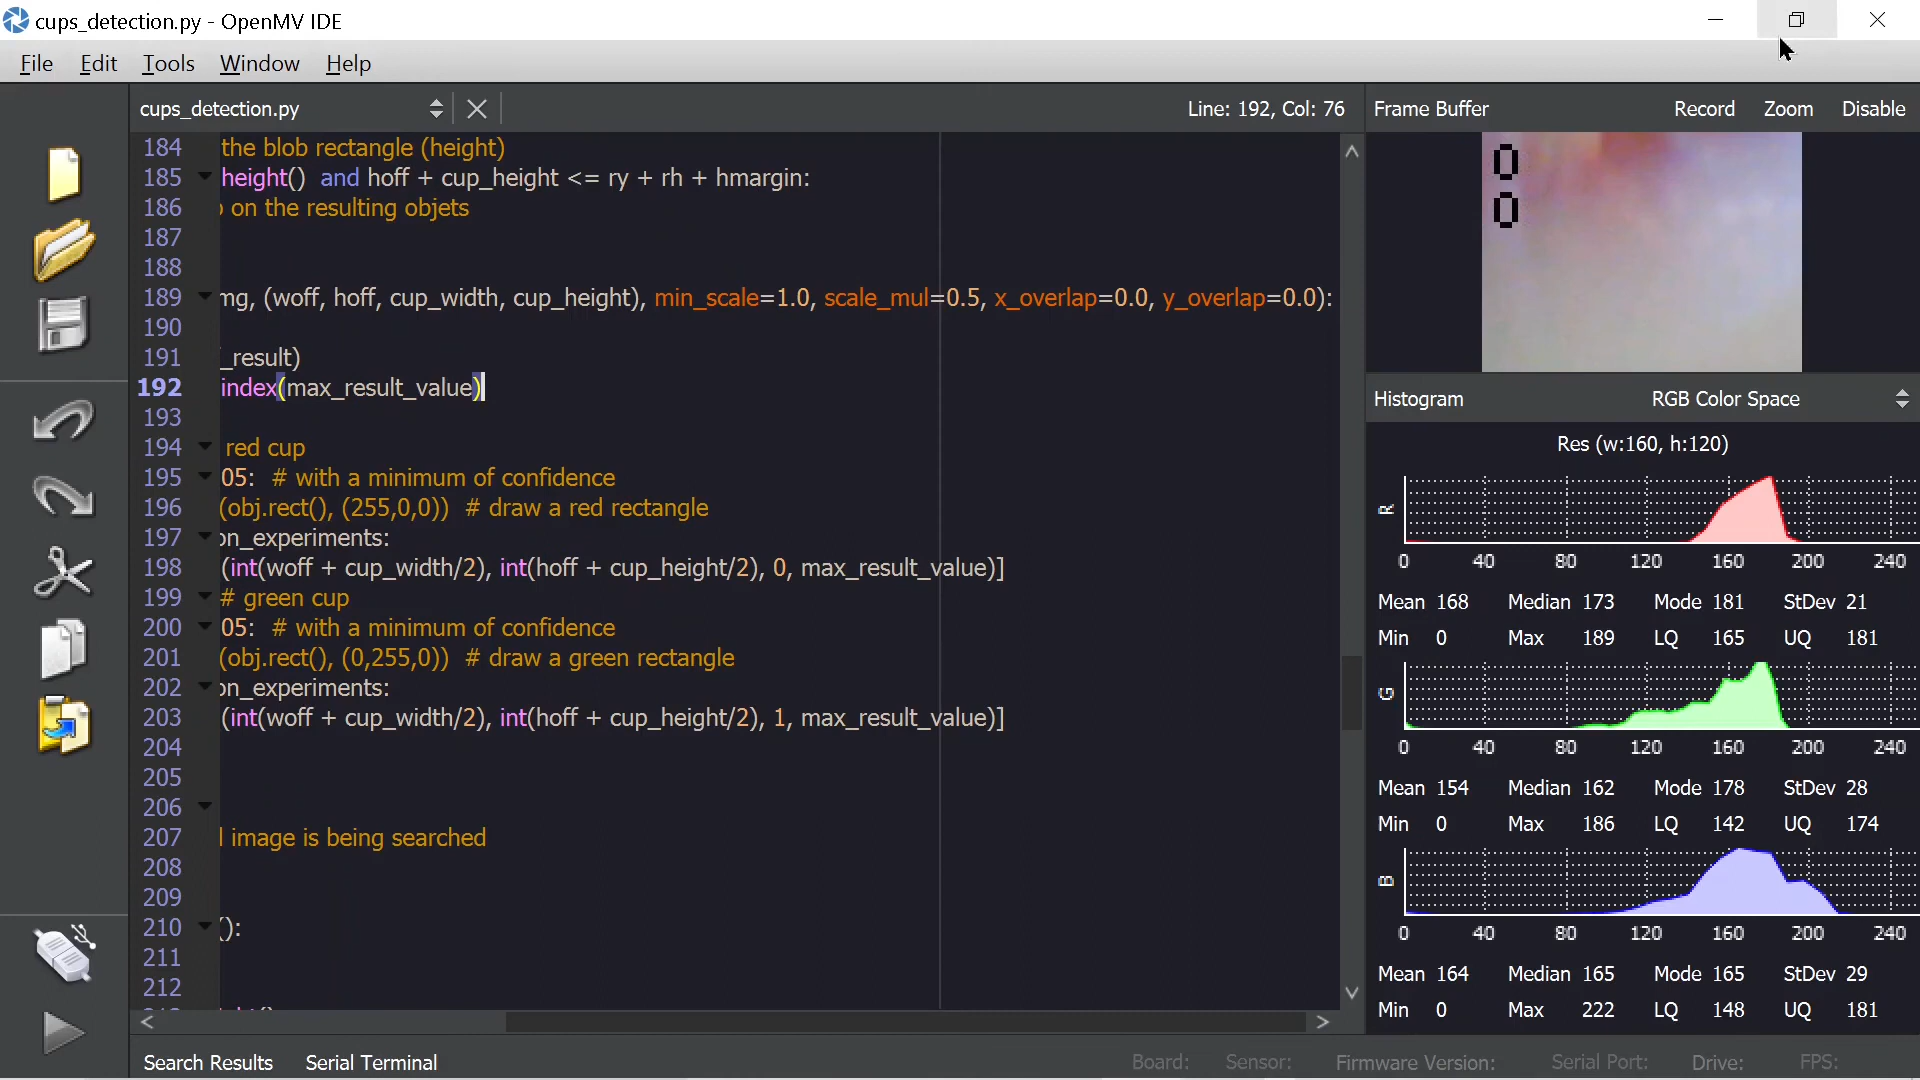 cups_detection.py - OpenMV IDE
File Edit Tools Window Help
cups_detection.py
Line: 192, Col: 76
Frame Buffer
Record Zoom Disable
184 the blob rectangle (height)
185 height() and hoff + cup_height <= ry + rh + hmargin:
186 on the resulting objets
187
188
189 mg, (woff, hoff, cup_width, cup_height), min_scale=1.0, scale_mul=0.5, x_overlap=0.0, y_overlap=0.0):
190
191 _result)
192 index(max_result_value)
193
194 red cup
195 05: # with a minimum of confidence
196 (obj.rect(), (255,0,0)) # draw a red rectangle
197 on_experiments:
198 (int(woff + cup_width/2), int(hoff + cup_height/2), 0, max_result_value)]
199 # green cup
200 05: # with a minimum of confidence
201 (obj.rect(), (0,255,0)) # draw a green rectangle
202 on_experiments:
203 (int(woff + cup_width/2), int(hoff + cup_height/2), 1, max_result_value)]
204
205
206
207 image is being searched
208
209
210 ():
211
212
0
0
Histogram
RGB Color Space
Res (w:160, h:120)
R
0 40 80 120 160 200 240
Mean 168 Median 173 Mode 181 StDev 21
Min 0 Max 189 LQ 165 UQ 181
G
0 40 80 120 160 200 240
Mean 154 Median 162 Mode 178 StDev 28
Min 0 Max 186 LQ 142 UQ 174
B
0 40 80 120 160 200 240
Mean 164 Median 165 Mode 165 StDev 29
Min 0 Max 222 LQ 148 UQ 181
Search Results Serial Terminal
Board: Sensor: Firmware Version: Serial Port: Drive: FPS: